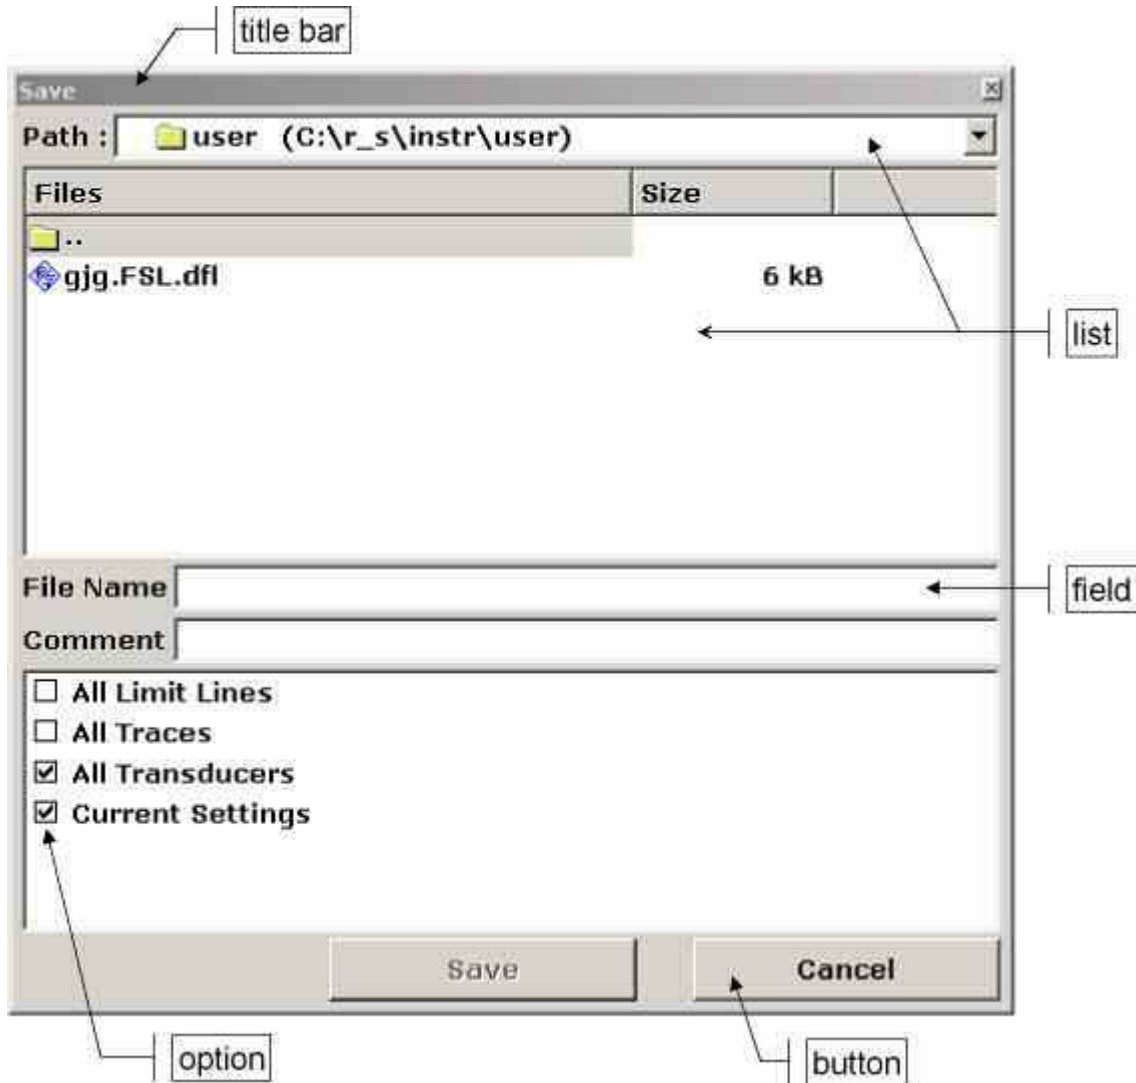 title bar
Save
Path : user (C:\r_s\instr\user)
Files Size
..
gjg.FSL.dfl 6 kB
list
File Name
field
Comment
All Limit Lines
All Traces
All Transducers
Current Settings
Save Cancel
option
button